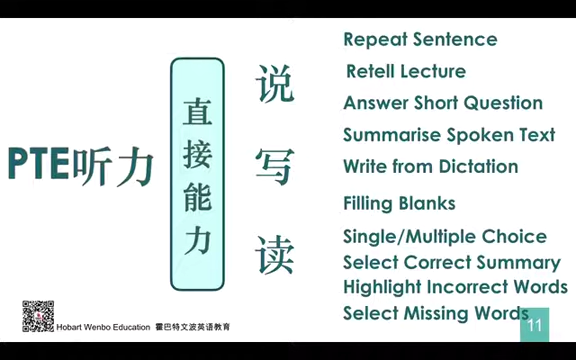 PTE听力
直接能力
说
写
读
Repeat Sentence
Retell Lecture
Answer Short Question
Summarise Spoken Text
Write from Dictation
Filling Blanks
Single/Multiple Choice
Select Correct Summary
Highlight Incorrect Words
Select Missing Words
Hobart Wenbo Education 霍巴特文波英语教育
11